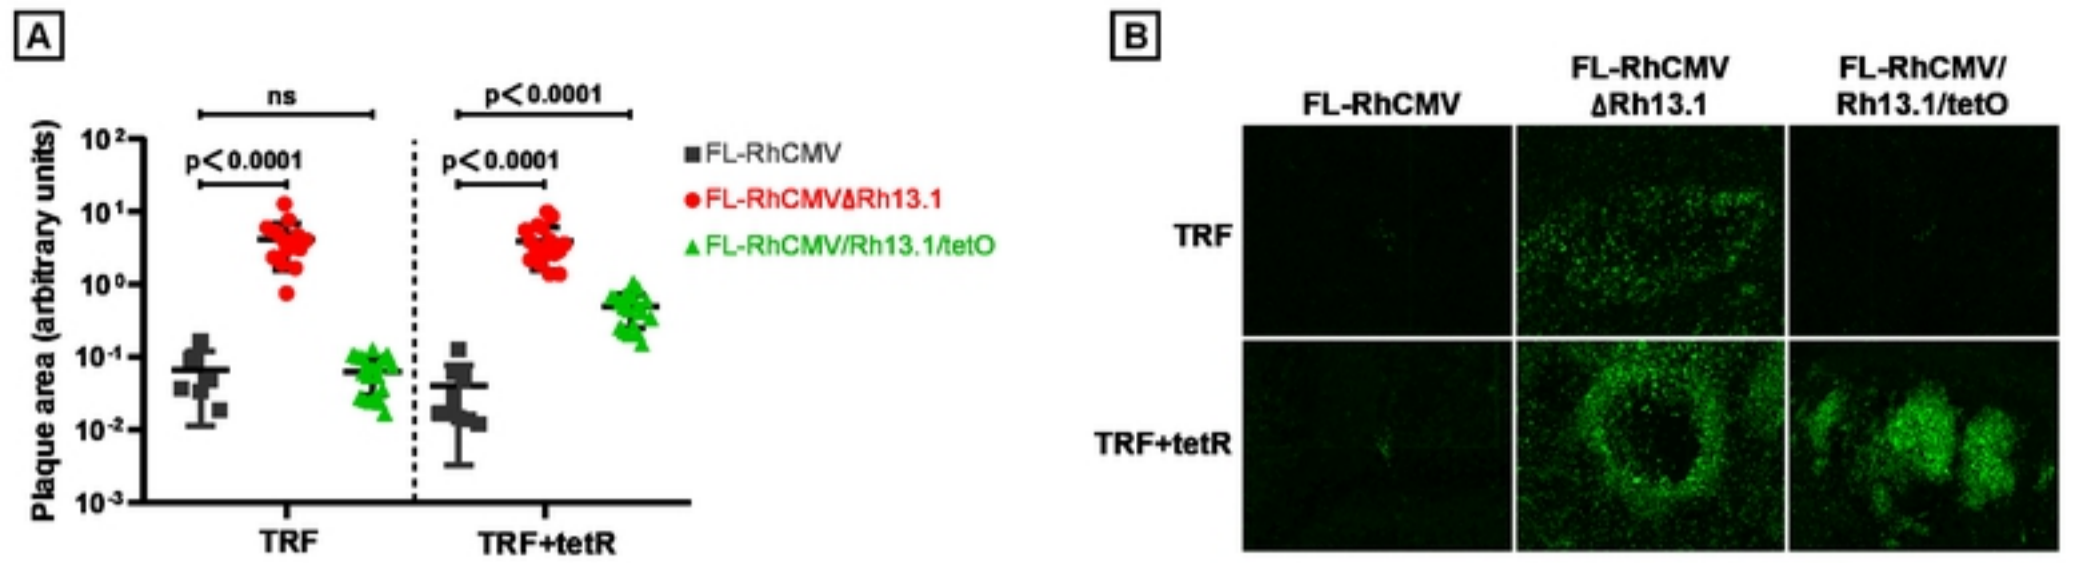 A
ns
p<0.0001
p<0.0001
p<0.0001
Plaque area (arbitrary units)
10²
10¹
10⁰
10⁻¹
10⁻²
10⁻³
TRF
TRF+tetR
FL-RhCMV
FL-RhCMVΔRh13.1
FL-RhCMV/Rh13.1/tetO
B
FL-RhCMV
FL-RhCMV
ΔRh13.1
FL-RhCMV/
Rh13.1/tetO
TRF
TRF+tetR